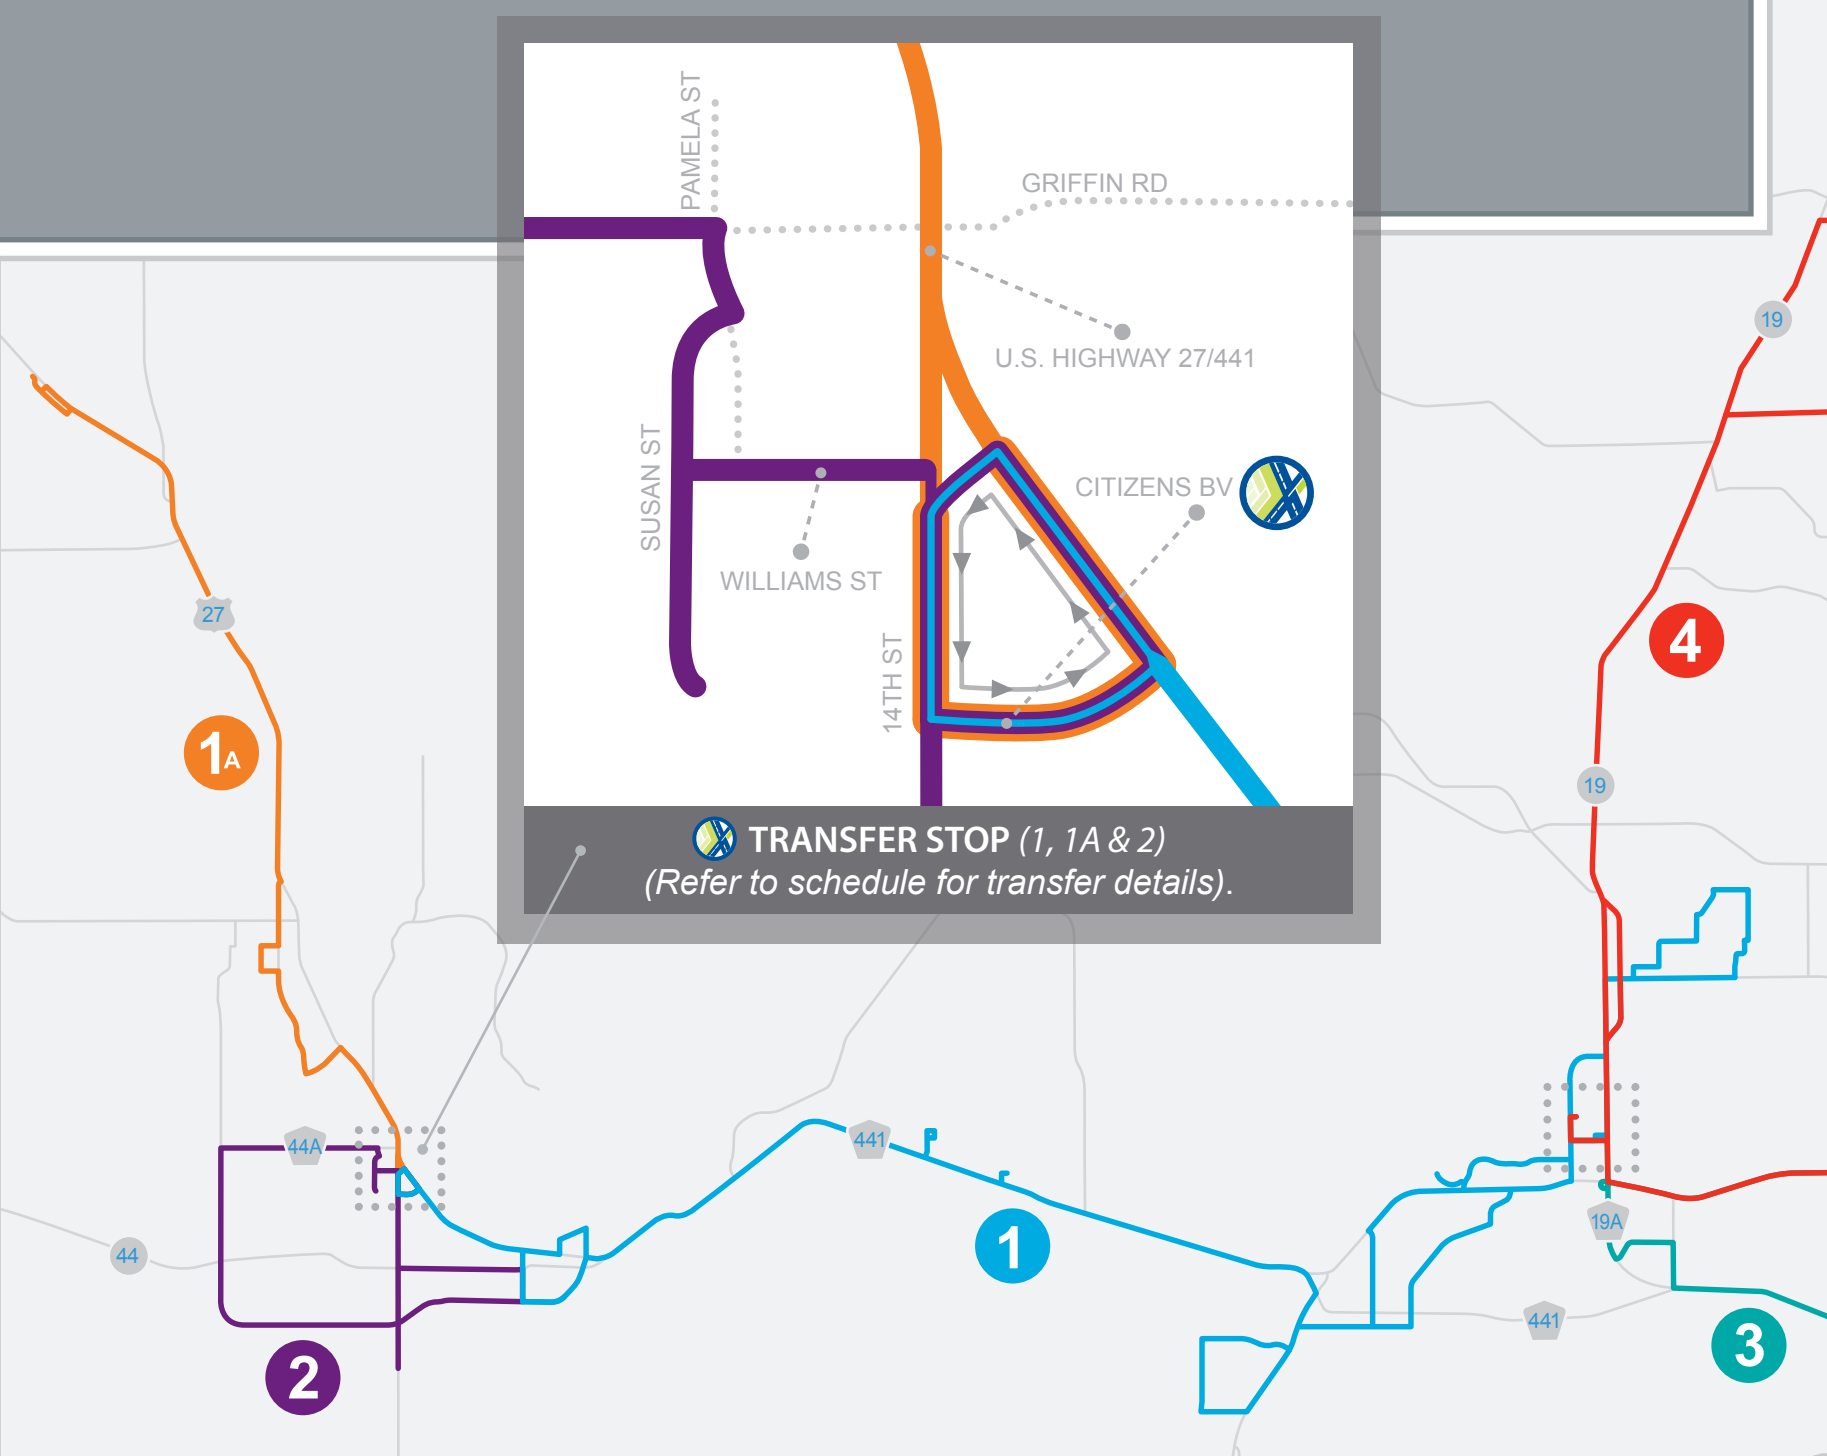 PAMELA ST
GRIFFIN RD
U.S. HIGHWAY 27/441
SUSAN ST
CITIZENS BV
WILLIAMS ST
14TH ST
TRANSFER STOP (1, 1A & 2)
(Refer to schedule for transfer details).
19
27
4
1A
19
44A
441
19A
44
1
441
3
2